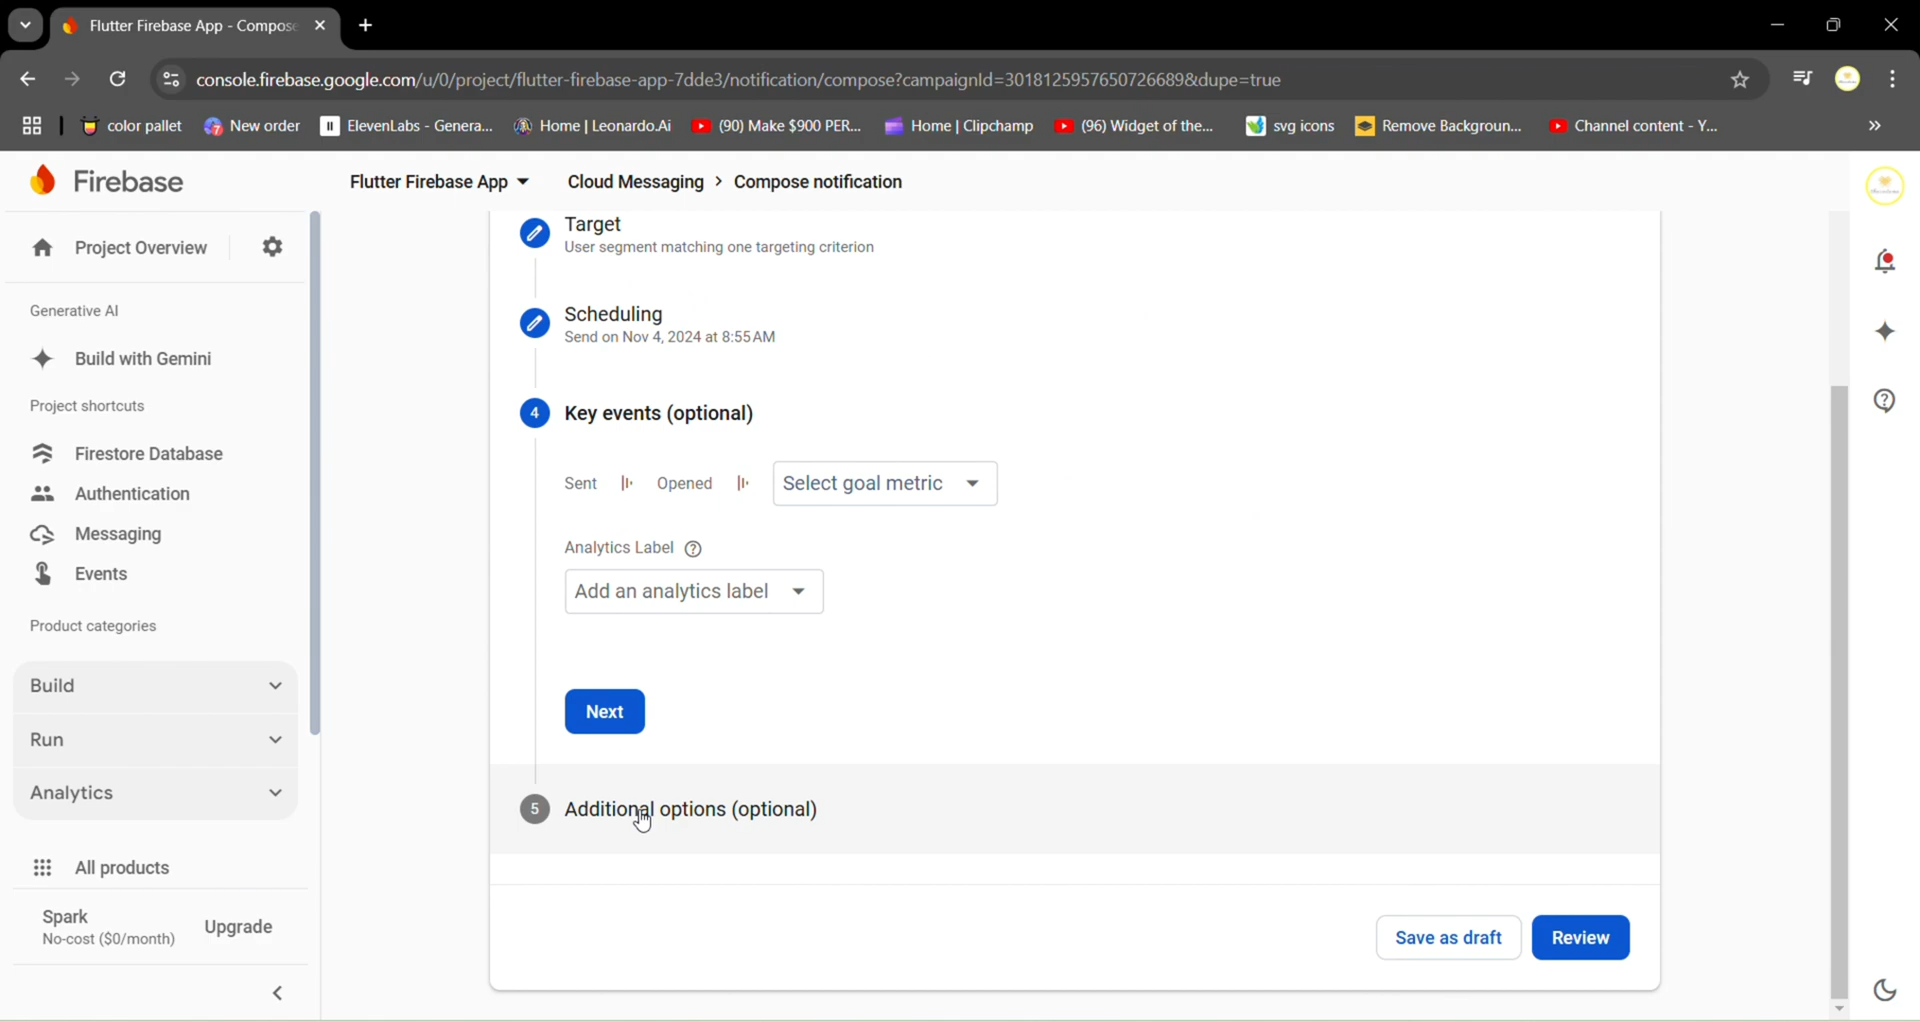 Flutter Firebase App - Compose
console.firebase.google.com/u/0/project/flutter-firebase-app-7dde3/notification/compose?campaignId=3018125957650726689&dupe=true
color pallet
New order
ElevenLabs - Genera...
Home | Leonardo.Ai
(90) Make $900 PER...
Home | Clipchamp
(96) Widget of the...
svg icons
Remove Backgroun...
Channel content - Y...
Firebase
Flutter Firebase App
Cloud Messaging > Compose notification
Project Overview
Generative AI
Build with Gemini
Project shortcuts
Firestore Database
Authentication
Messaging
Events
Product categories
Build
Run
Analytics
All products
Spark
No-cost ($0/month)
Upgrade
Target
User segment matching one targeting criterion
Scheduling
Send on Nov 4, 2024 at 8:55 AM
4 Key events (optional)
Sent
Opened
Select goal metric
Analytics Label
Add an analytics label
Next
5 Additional options (optional)
Save as draft
Review